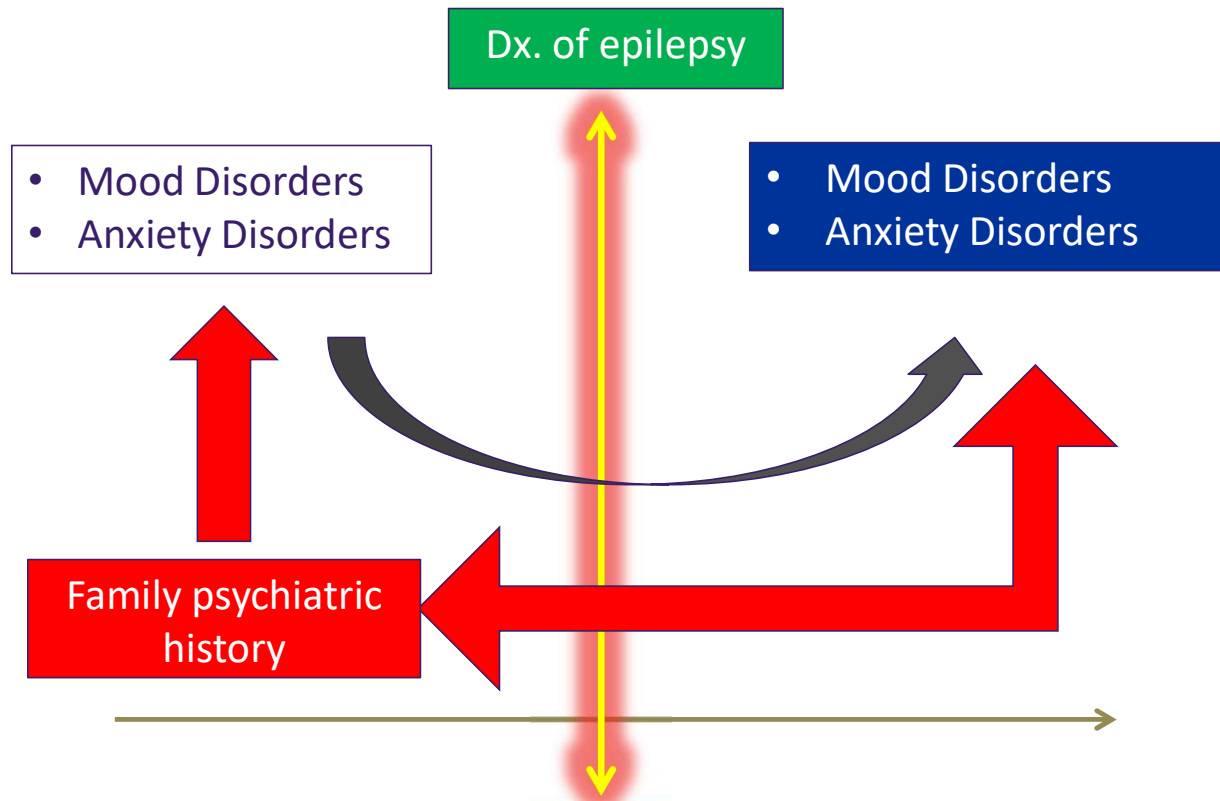 Dx. of epilepsy
• Mood Disorders
• Anxiety Disorders
• Mood Disorders
• Anxiety Disorders
Family psychiatric
history